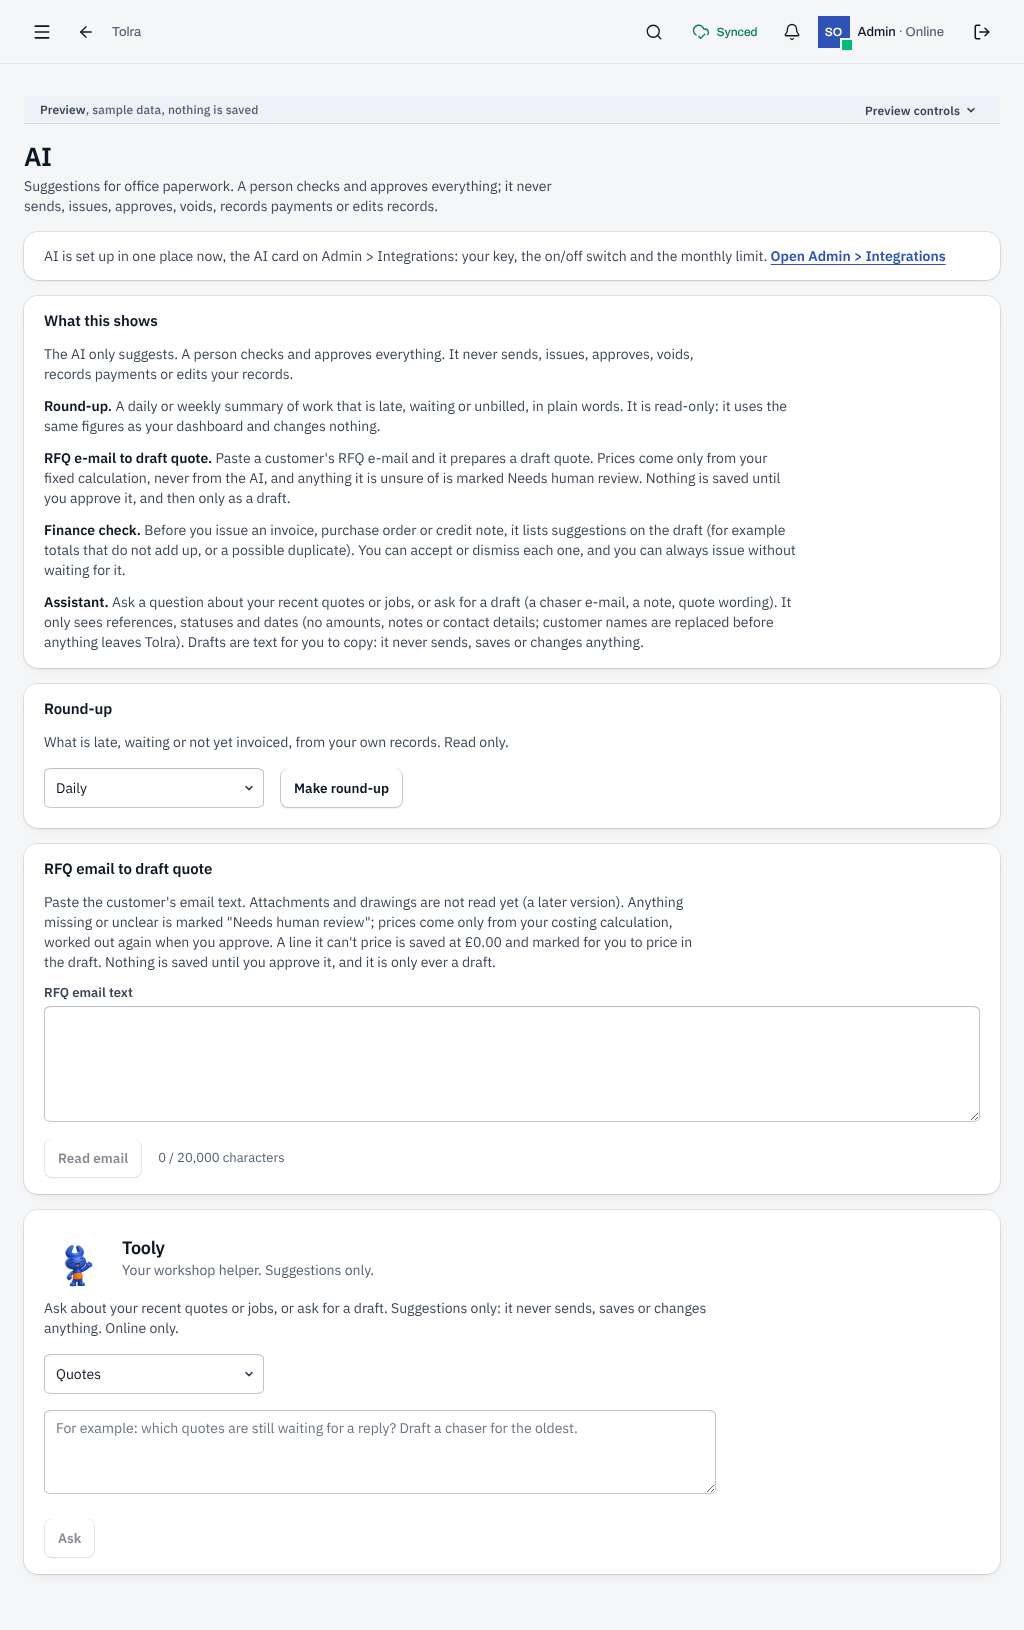 Tolra
Synced
SO
Admin · Online
Preview, sample data, nothing is saved
Preview controls
AI
Suggestions for office paperwork. A person checks and approves everything; it never
sends, issues, approves, voids, records payments or edits records.
AI is set up in one place now, the AI card on Admin > Integrations: your key, the on/off switch and the monthly limit. Open Admin > Integrations
What this shows
The AI only suggests. A person checks and approves everything. It never sends, issues, approves, voids,
records payments or edits your records.
Round-up. A daily or weekly summary of work that is late, waiting or unbilled, in plain words. It is read-only: it uses the
same figures as your dashboard and changes nothing.
RFQ e-mail to draft quote. Paste a customer's RFQ e-mail and it prepares a draft quote. Prices come only from your
fixed calculation, never from the AI, and anything it is unsure of is marked Needs human review. Nothing is saved until
you approve it, and then only as a draft.
Finance check. Before you issue an invoice, purchase order or credit note, it lists suggestions on the draft (for example
totals that do not add up, or a possible duplicate). You can accept or dismiss each one, and you can always issue without
waiting for it.
Assistant. Ask a question about your recent quotes or jobs, or ask for a draft (a chaser e-mail, a note, quote wording). It
only sees references, statuses and dates (no amounts, notes or contact details; customer names are replaced before
anything leaves Tolra). Drafts are text for you to copy: it never sends, saves or changes anything.
Round-up
What is late, waiting or not yet invoiced, from your own records. Read only.
Daily
Make round-up
RFQ email to draft quote
Paste the customer's email text. Attachments and drawings are not read yet (a later version). Anything
missing or unclear is marked "Needs human review"; prices come only from your costing calculation,
worked out again when you approve. A line it can't price is saved at £0.00 and marked for you to price in
the draft. Nothing is saved until you approve it, and it is only ever a draft.
RFQ email text
Read email
0 / 20,000 characters
Tooly
Your workshop helper. Suggestions only.
Ask about your recent quotes or jobs, or ask for a draft. Suggestions only: it never sends, saves or changes
anything. Online only.
Quotes
For example: which quotes are still waiting for a reply? Draft a chaser for the oldest.
Ask